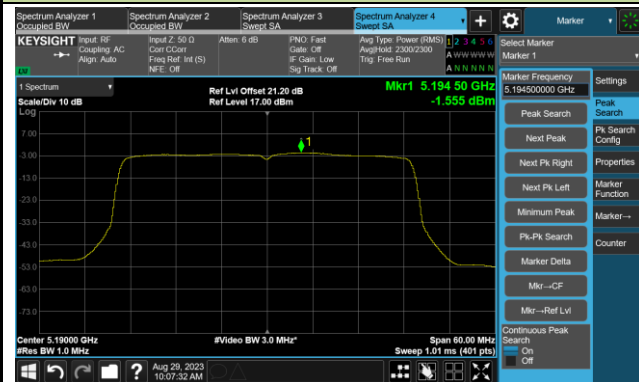 Spectrum Analyzer 1
Occupied BW
Spectrum Analyzer 2
Occupied BW
Spectrum Analyzer 3
Swept SA
Spectrum Analyzer 4
Swept SA
Marker
KEYSIGHT
Input: RF
Coupling: AC
Align: Auto
Input Z: 50 Ω
Corr CCorr
Freq Ref: Int (S)
NFE: Off
Atten: 6 dB
PNO: Fast
Gate: Off
IF Gain: Low
Sig Track: Off
Avg Type: Power (RMS)
Avg|Hold: 2300/2300
Trig: Free Run
1 2 3 4 5 6
A W W W W W
A N N N N N
LVI
Select Marker
Marker 1
1 Spectrum
Scale/Div 10 dB
Log
Ref Lvl Offset 21.20 dB
Ref Level 17.00 dBm
Mkr1 5.194 50 GHz
-1.555 dBm
1
7.00
-3.00
-13.0
-23.0
-33.0
-43.0
-53.0
-63.0
-73.0
Center 5.19000 GHz
#Res BW 1.0 MHz
#Video BW 3.0 MHz*
Span 60.00 MHz
Sweep 1.01 ms (401 pts)
Marker Frequency
5.194500000 GHz
Peak Search
Next Peak
Next Pk Right
Next Pk Left
Minimum Peak
Pk-Pk Search
Marker Delta
Mkr→CF
Mkr→Ref Lvl
Continuous Peak
Search
On
Off
Settings
Peak
Search
Pk Search
Config
Properties
Marker
Function
Marker→
Counter
Aug 29, 2023
10:07:32 AM